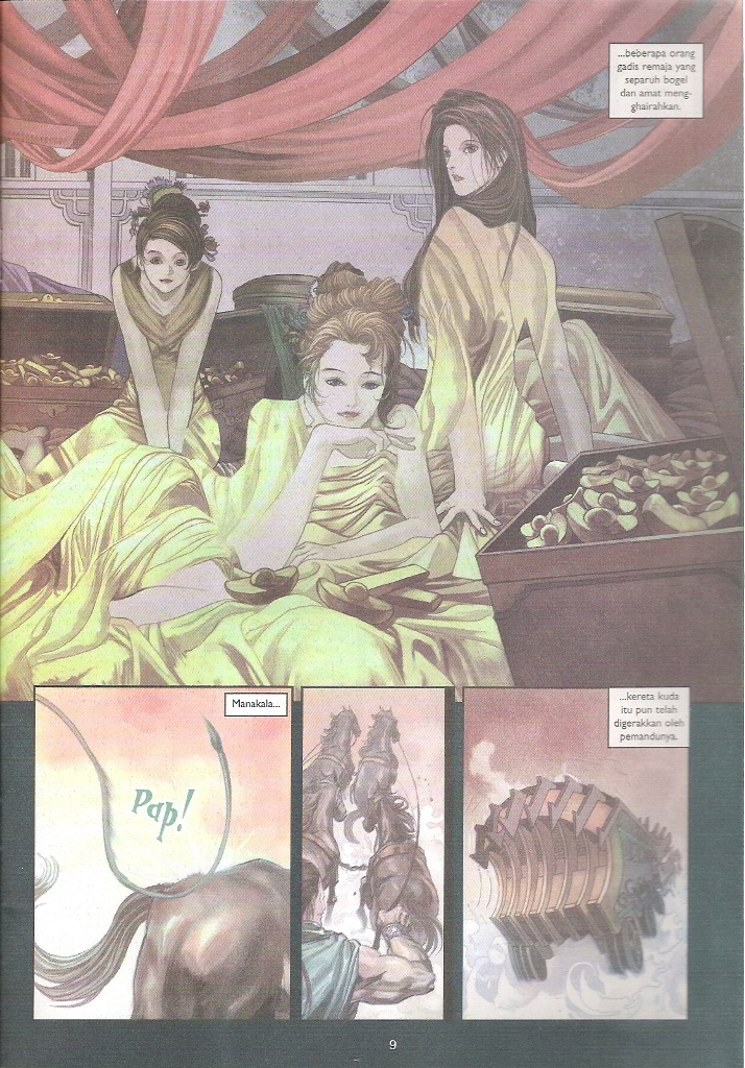 ...beberapa orang
gadis remaja yang
separuh bogel
dan amat meng-
ghairahkan.
Manakala...
Pap!
...kereta kuda
itu pun telah
digerakkan oleh
pemandunya.
9